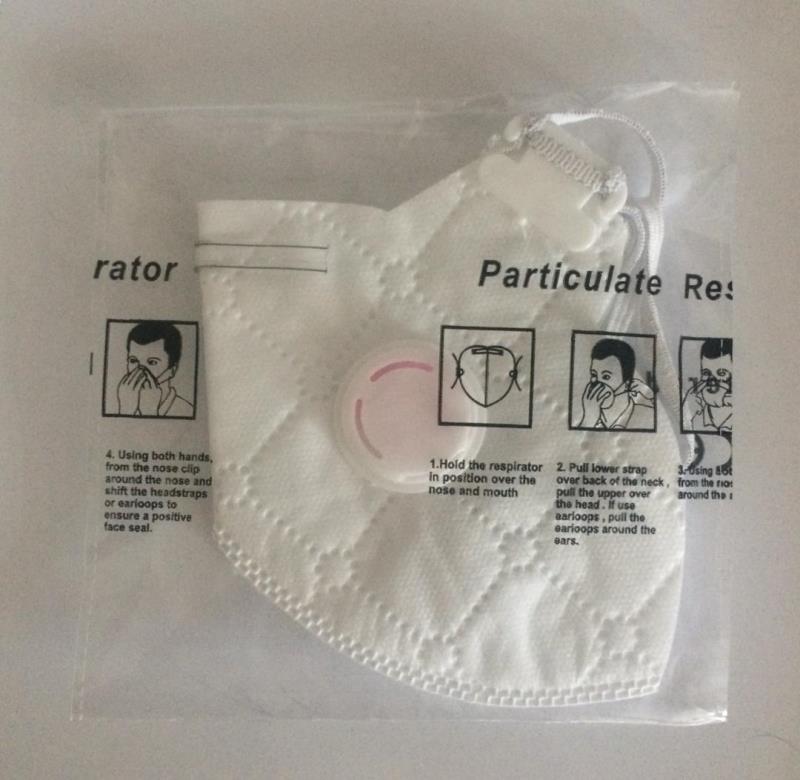 rator
Particulate Res
4. Using both hands,
from the nose clip
around the nose and
shift the headstraps
or earloops to
ensure a positive
face seal.
1.Hold the respirator
in position over the
nose and mouth
2. Pull lower strap
over back of the neck ,
pull the upper over
the head . If use
earloops , pull the
earloops around the
ears.
3. Using
from the
around the